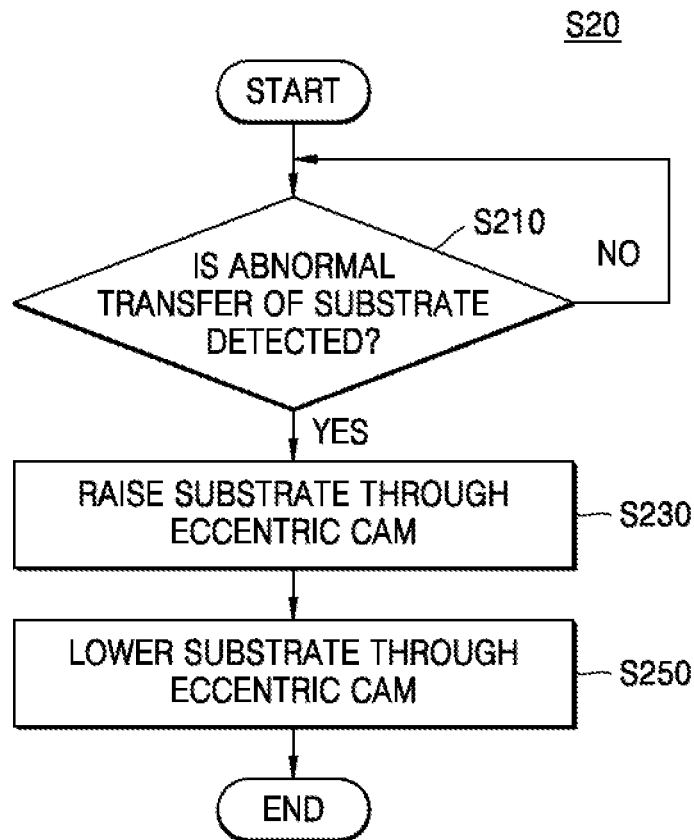 S20
START
S210
IS ABNORMAL
TRANSFER OF SUBSTRATE
DETECTED?
NO
YES
RAISE SUBSTRATE THROUGH
ECCENTRIC CAM
S230
LOWER SUBSTRATE THROUGH
ECCENTRIC CAM
S250
END